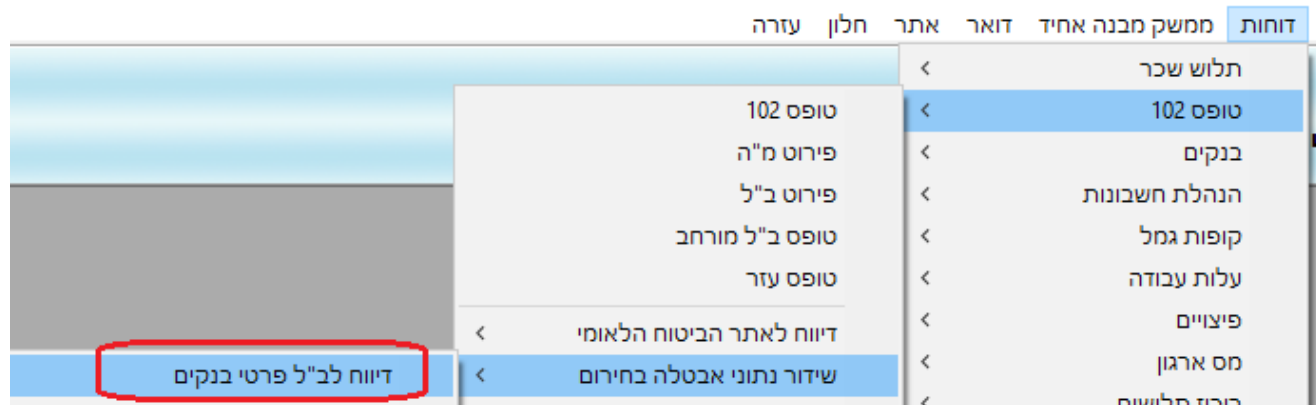 דוחות ממשק מבנה אחיד דואר אתר חלון עזרה
תלוש שכר
טופס 102
בנקים
הנהלת חשבונות
קופות גמל
עלות עבודה
פיצויים
מס ארגון
טופס 102
פירוט מ"ה
פירוט ב"ל
טופס ב"ל מורחב
טופס עזר
דיווח לאתר הביטוח הלאומי
שידור נתוני אבטלה בחירום
דיווח לב"ל פרטי בנקים